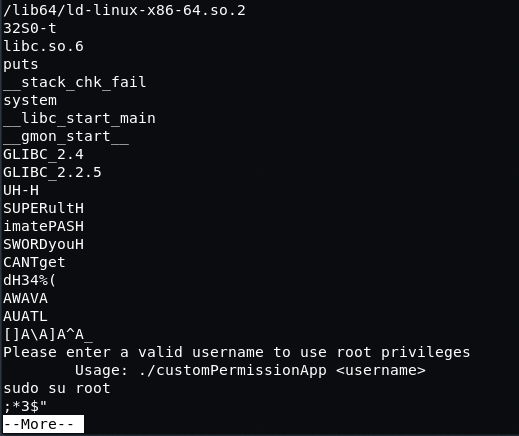 /lib64/ld-linux-x86-64.so.2
32S0-t
libc.so.6
puts
__stack_chk_fail
system
__libc_start_main
__gmon_start__
GLIBC_2.4
GLIBC_2.2.5
UH-H
SUPERultH
imatePASH
SWORDyouH
CANTget
dH34%(
AWAVA
AUATL
[]A\A]A^A_
Please enter a valid username to use root privileges
        Usage: ./customPermissionApp <username>
sudo su root
;*3$"
--More--